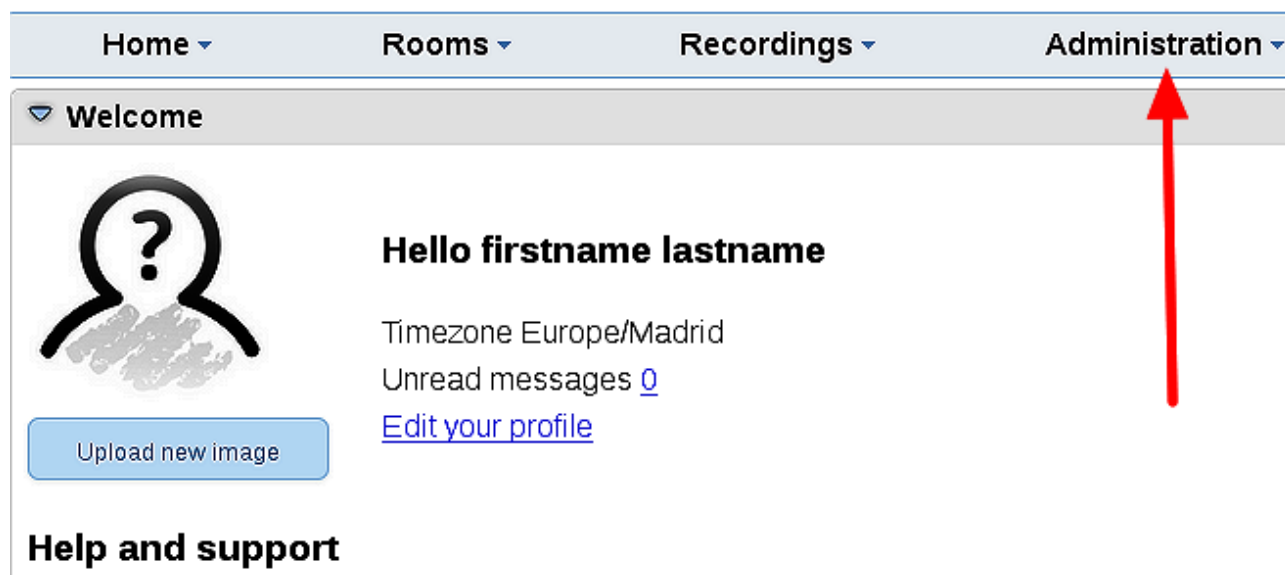 Home Rooms Recordings Administration
Welcome
?
Hello firstname lastname
Timezone Europe/Madrid
Unread messages 0
Edit your profile
Upload new image
Help and support